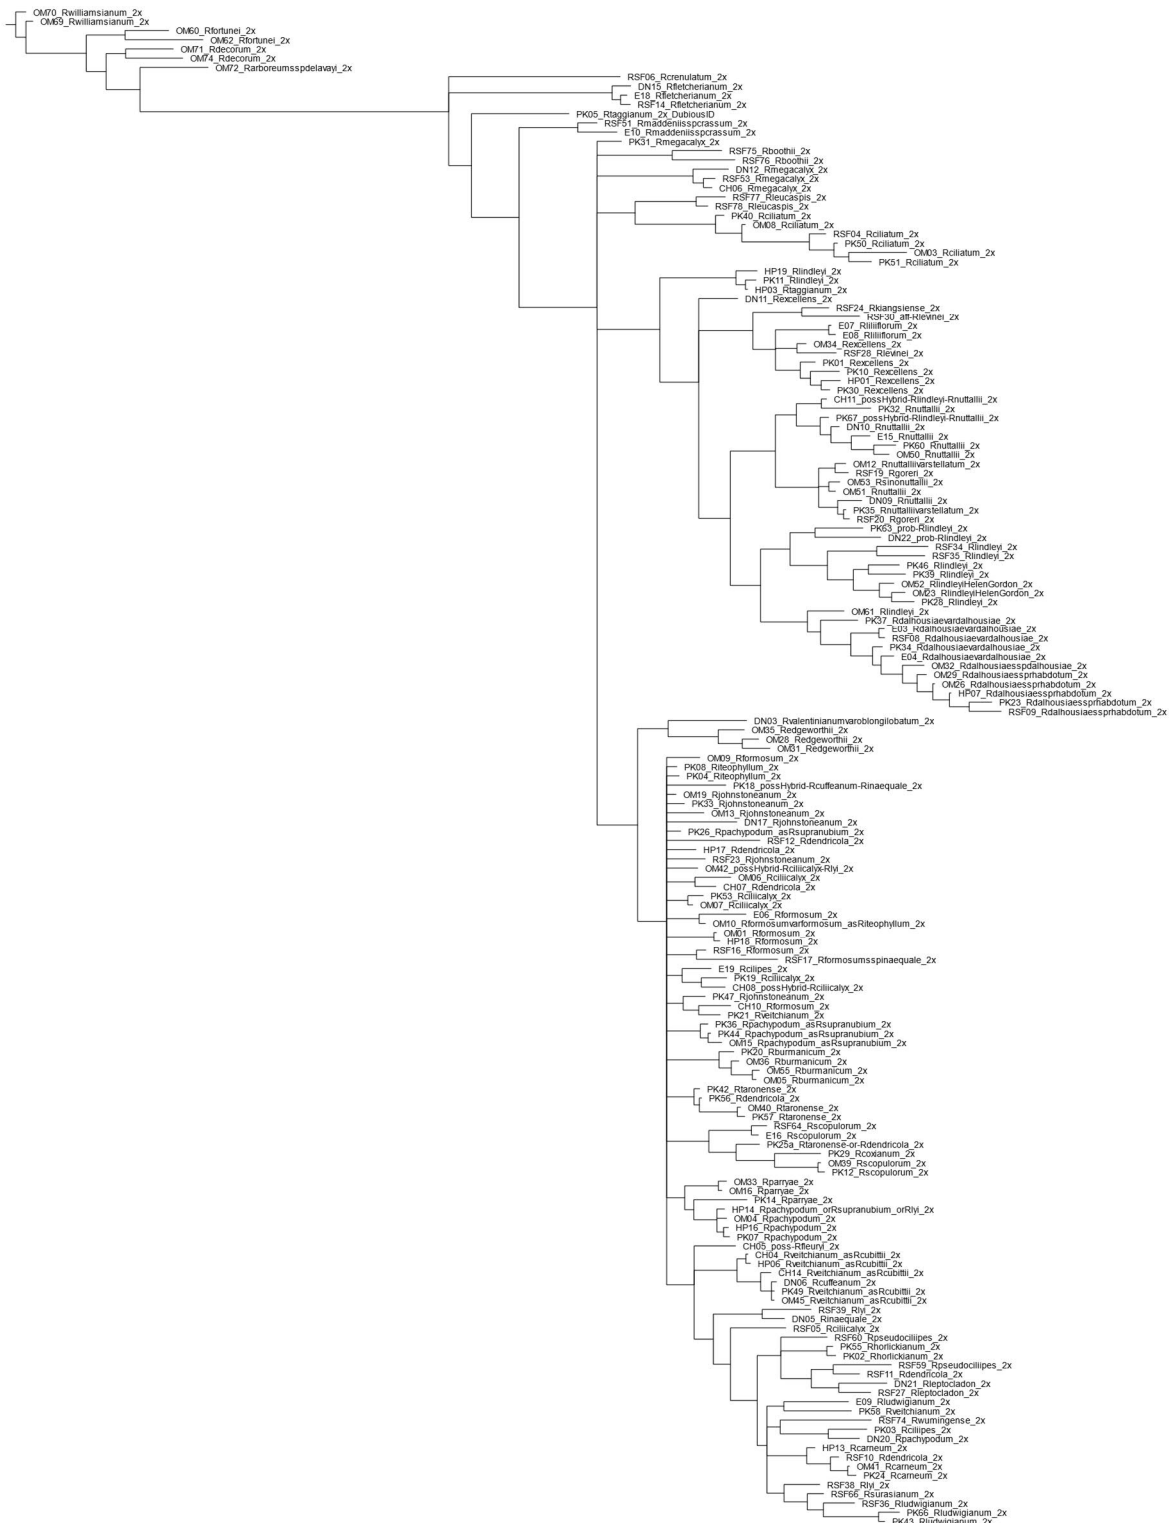 OM70_Rwilliamsianum_2x
OM69_Rwilliamsianum_2x
OM60_Rfortunei_2x
OM62_Rfortunei_2x
OM71_Rdecorum_2x
OM74_Rdecorum_2x
OM72_Rarboreumsspdelavayi_2x
RSF06_Rcrenulatum_2x
DN15_Rfletcherianum_2x
E18_Rfletcherianum_2x
RSF14_Rfletcherianum_2x
PK05_Rtaggianum_2x_DubiousID
RSF51_Rmaddeniisspcrassum_2x
E10_Rmaddeniisspcrassum_2x
PK31_Rmegacalyx_2x
RSF75_Rboothii_2x
RSF76_Rboothii_2x
DN12_Rmegacalyx_2x
RSF53_Rmegacalyx_2x
CH06_Rmegacalyx_2x
RSF77_Rleucaspis_2x
RSF78_Rleucaspis_2x
PK40_Rciliatum_2x
OM08_Rciliatum_2x
RSF04_Rciliatum_2x
PK50_Rciliatum_2x
OM03_Rciliatum_2x
PK51_Rciliatum_2x
HP19_Rlindleyi_2x
PK11_Rlindleyi_2x
HP03_Rtaggianum_2x
DN11_Rexcellens_2x
RSF24_Rkiangsiense_2x
RSF30_aff-Rlevinei_2x
E07_Rliliiflorum_2x
E08_Rliliiflorum_2x
OM34_Rexcellens_2x
RSF28_Rlevinei_2x
PK01_Rexcellens_2x
PK10_Rexcellens_2x
HP01_Rexcellens_2x
PK30_Rexcellens_2x
CH11_possHybrid-Rlindleyi-Rnuttallii_2x
PK32_Rnuttallii_2x
PK67_possHybrid-Rlindleyi-Rnuttallii_2x
DN10_Rnuttallii_2x
E15_Rnuttallii_2x
PK60_Rnuttallii_2x
OM50_Rnuttallii_2x
OM12_Rnuttalliivarstellatum_2x
RSF19_Rgoreri_2x
OM53_Rsinonuttallii_2x
OM51_Rnuttallii_2x
DN09_Rnuttallii_2x
PK35_Rnuttalliivarstellatum_2x
RSF20_Rgoreri_2x
PK63_prob-Rlindleyi_2x
DN22_prob-Rlindleyi_2x
RSF34_Rlindleyi_2x
RSF35_Rlindleyi_2x
PK46_Rlindleyi_2x
PK39_Rlindleyi_2x
OM52_RlindleyiHelenGordon_2x
OM23_RlindleyiHelenGordon_2x
PK28_Rlindleyi_2x
OM61_Rlindleyi_2x
PK37_Rdalhousiaevardalhousiae_2x
E03_Rdalhousiaevardalhousiae_2x
RSF08_Rdalhousiaevardalhousiae_2x
PK34_Rdalhousiaevardalhousiae_2x
E04_Rdalhousiaevardalhousiae_2x
OM32_Rdalhousiaesspdalhousiae_2x
OM29_Rdalhousiaessprhabdotum_2x
OM26_Rdalhousiaessprhabdotum_2x
HP07_Rdalhousiaessprhabdotum_2x
PK23_Rdalhousiaessprhabdotum_2x
RSF09_Rdalhousiaessprhabdotum_2x
DN03_Rvalentinianumvaroblongilobatum_2x
OM35_Redgeworthii_2x
OM28_Redgeworthii_2x
OM31_Redgeworthii_2x
OM09_Rformosum_2x
PK08_Riteophyllum_2x
PK04_Riteophyllum_2x
PK18_possHybrid-Rcuffeanum-Rinaequale_2x
OM19_Rjohnstoneanum_2x
PK33_Rjohnstoneanum_2x
OM13_Rjohnstoneanum_2x
DN17_Rjohnstoneanum_2x
PK26_Rpachypodum_asRsupranubium_2x
RSF12_Rdendricola_2x
HP17_Rdendricola_2x
RSF23_Rjohnstoneanum_2x
OM42_possHybrid-Rciliicalyx-Rlyi_2x
OM06_Rciliicalyx_2x
CH07_Rdendricola_2x
PK53_Rciliicalyx_2x
OM07_Rciliicalyx_2x
E06_Rformosum_2x
OM10_Rformosumvarformosum_asRiteophyllum_2x
OM01_Rformosum_2x
HP18_Rformosum_2x
RSF16_Rformosum_2x
RSF17_Rformosumsspinaequale_2x
E19_Rcilipes_2x
PK19_Rciliicalyx_2x
CH08_possHybrid-Rciliicalyx_2x
PK47_Rjohnstoneanum_2x
CH10_Rformosum_2x
PK21_Rveitchianum_2x
PK36_Rpachypodum_asRsupranubium_2x
PK44_Rpachypodum_asRsupranubium_2x
OM15_Rpachypodum_asRsupranubium_2x
PK20_Rburmanicum_2x
OM36_Rburmanicum_2x
OM55_Rburmanicum_2x
OM05_Rburmanicum_2x
PK42_Rtaronense_2x
PK56_Rdendricola_2x
OM40_Rtaronense_2x
PK57_Rtaronense_2x
RSF64_Rscopulorum_2x
E16_Rscopulorum_2x
PK25a_Rtaronense-or-Rdendricola_2x
PK29_Rcoxianum_2x
OM39_Rscopulorum_2x
PK12_Rscopulorum_2x
OM33_Rparryae_2x
OM16_Rparryae_2x
PK14_Rparryae_2x
HP14_Rpachypodum_orRsupranubium_orRlyi_2x
OM04_Rpachypodum_2x
HP16_Rpachypodum_2x
PK07_Rpachypodum_2x
CH05_poss-Rfleuryi_2x
CH04_Rveitchianum_asRcubittii_2x
HP06_Rveitchianum_asRcubittii_2x
CH14_Rveitchianum_asRcubittii_2x
DN06_Rcuffeanum_2x
PK49_Rveitchianum_asRcubittii_2x
OM45_Rveitchianum_asRcubittii_2x
RSF39_Rlyi_2x
DN05_Rinaequale_2x
RSF05_Rciliicalyx_2x
RSF60_Rpseudociliipes_2x
PK55_Rhorlickianum_2x
PK02_Rhorlickianum_2x
RSF59_Rpseudociliipes_2x
RSF11_Rdendricola_2x
DN21_Rleptocladon_2x
RSF27_Rleptocladon_2x
E09_Rludwigianum_2x
PK58_Rveitchianum_2x
RSF74_Rwumingense_2x
PK03_Rciliipes_2x
DN20_Rpachypodum_2x
HP13_Rcarneum_2x
RSF10_Rdendricola_2x
OM41_Rcarneum_2x
PK24_Rcarneum_2x
RSF38_Rlyi_2x
RSF66_Rsurasianum_2x
RSF36_Rludwigianum_2x
PK66_Rludwigianum_2x
PK43_Rludwigianum_2x